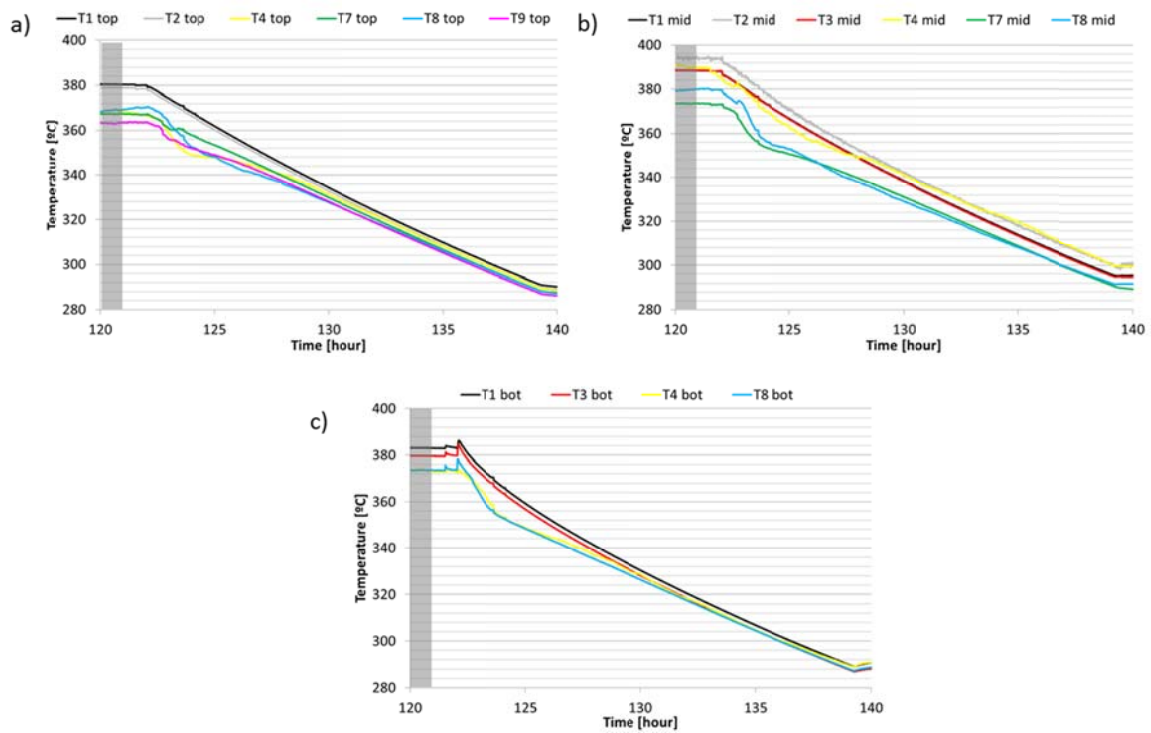 a)
T1 top T2 top T4 top T7 top T8 top T9 top
400
380
360
340
320
300
280
Temperature [ºC]
120 125 130 135 140
Time [hour]
b)
T1 mid T2 mid T3 mid T4 mid T7 mid T8 mid
400
380
360
340
320
300
280
Temperature [ºC]
120 125 130 135 140
Time [hour]
c)
T1 bot T3 bot T4 bot T8 bot
400
380
360
340
320
300
280
Temperature [ºC]
120 125 130 135 140
Time [hour]